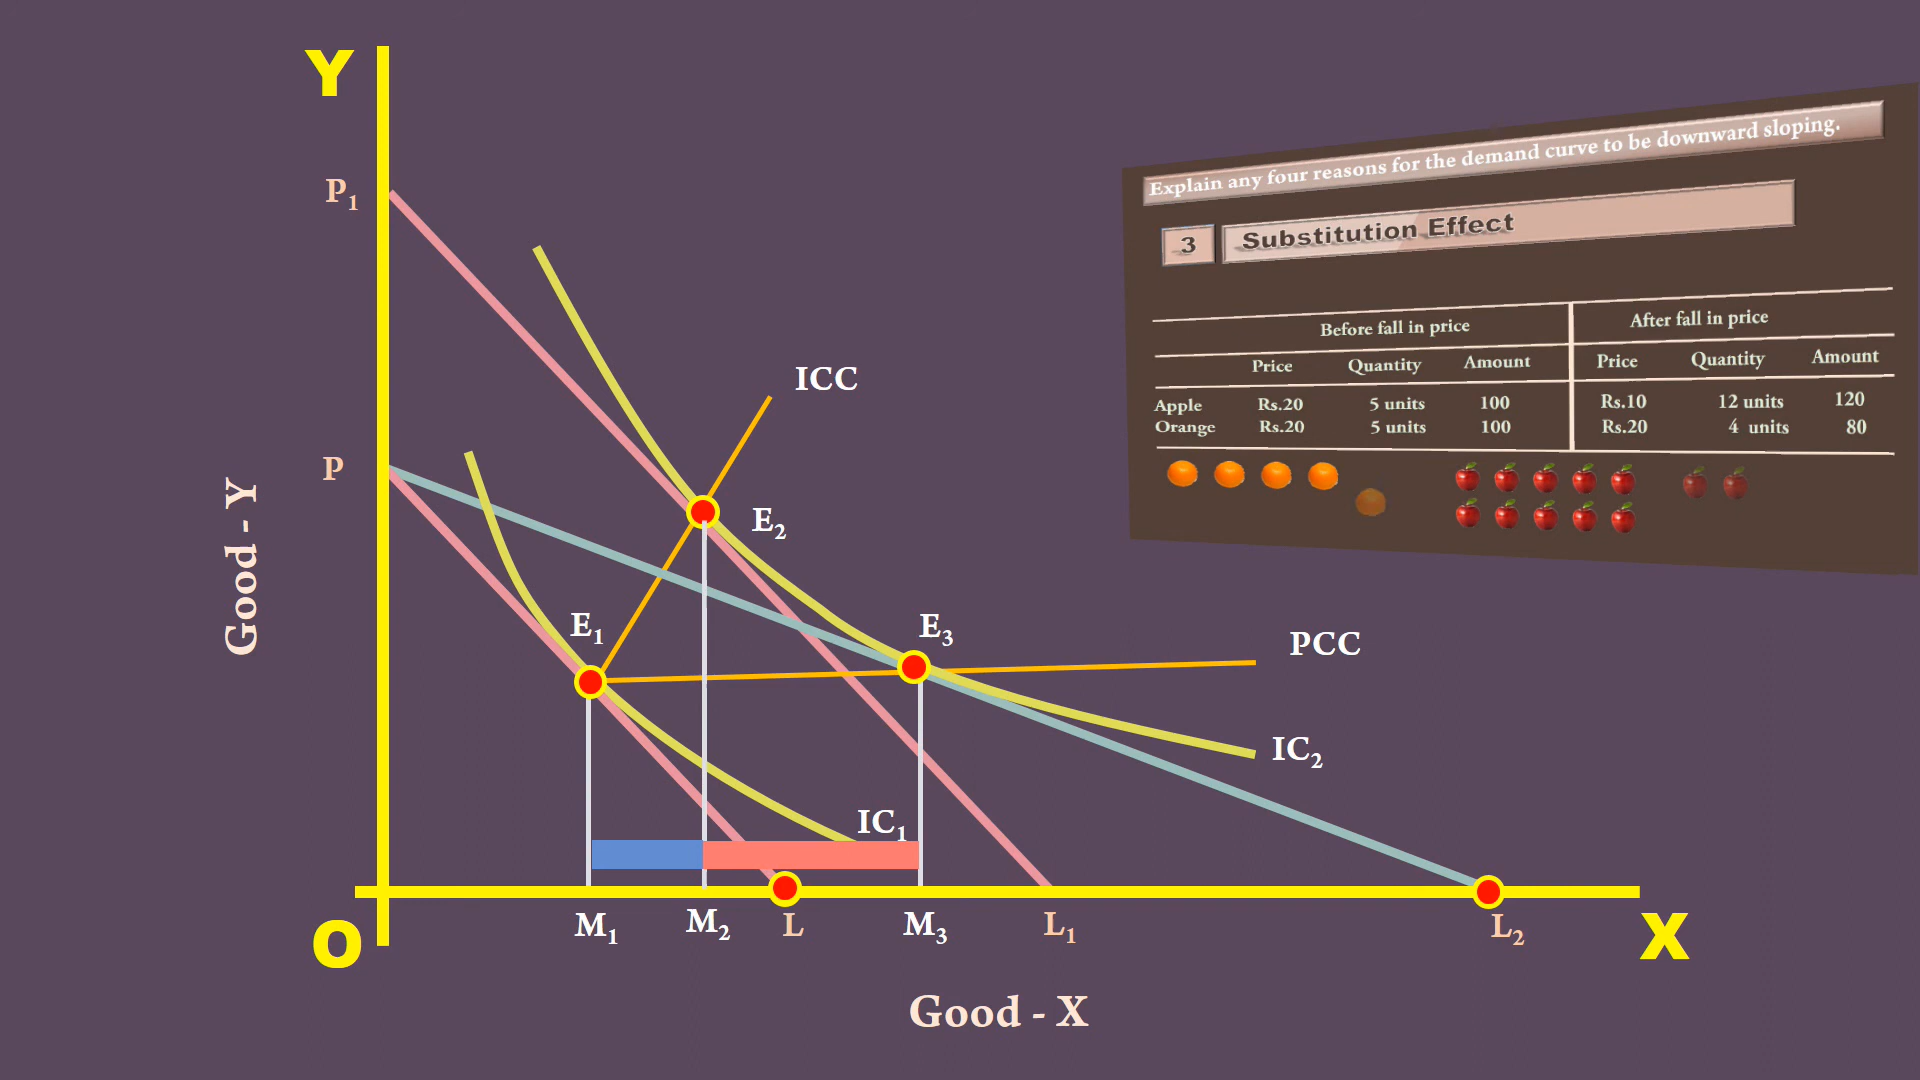 Y
P₁
P
Good - Y
ICC
E₂
E₁
E₃
PCC
IC₂
IC₁
M₁
M₂
L
M₃
L₁
L₂
O
X
Good - X
Explain any four reasons for the demand curve to be downward sloping.
3 Substitution Effect
Before fall in price After fall in price
Price Quantity Amount Price Quantity Amount
Apple Rs.20 5 units 100 Rs.10 12 units 120
Orange Rs.20 5 units 100 Rs.20 4 units 80